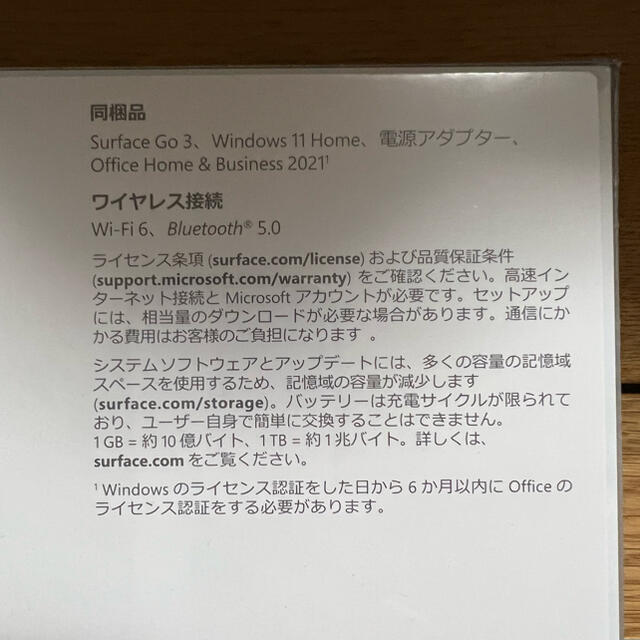 同梱品
Surface Go 3、Windows 11 Home、電源アダプター、
Office Home & Business 2021¹
ワイヤレス接続
Wi-Fi 6、Bluetooth® 5.0
ライセンス条項 (surface.com/license) および品質保証条件
(support.microsoft.com/warranty) をご確認ください。高速イン
ターネット接続と Microsoft アカウントが必要です。セットアップ
には、相当量のダウンロードが必要な場合があります。通信にか
かる費用はお客様のご負担になります 。
システムソフトウェアとアップデートには、多くの容量の記憶域
スペースを使用するため、記憶域の容量が減少します
(surface.com/storage)。バッテリーは充電サイクルが限られて
おり、ユーザー自身で簡単に交換することはできません。
1 GB = 約 10 億バイト、1 TB = 約 1 兆バイト。詳しくは、
surface.com をご覧ください。
¹ Windows のライセンス認証をした日から 6 か月以内に Office の
ライセンス認証をする必要があります。